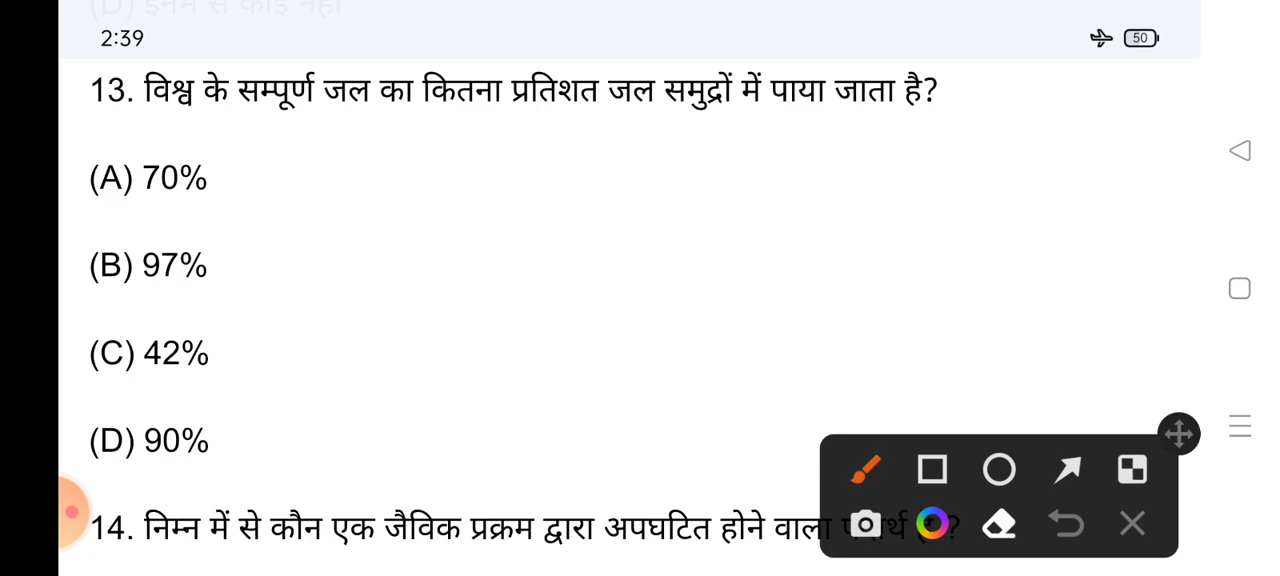 2:39
50
13. विश्व के सम्पूर्ण जल का कितना प्रतिशत जल समुद्रों में पाया जाता है?
(A) 70%
(B) 97%
(C) 42%
(D) 90%
14. निम्न में से कौन एक जैविक प्रक्रम द्वारा अपघटित होने वाला